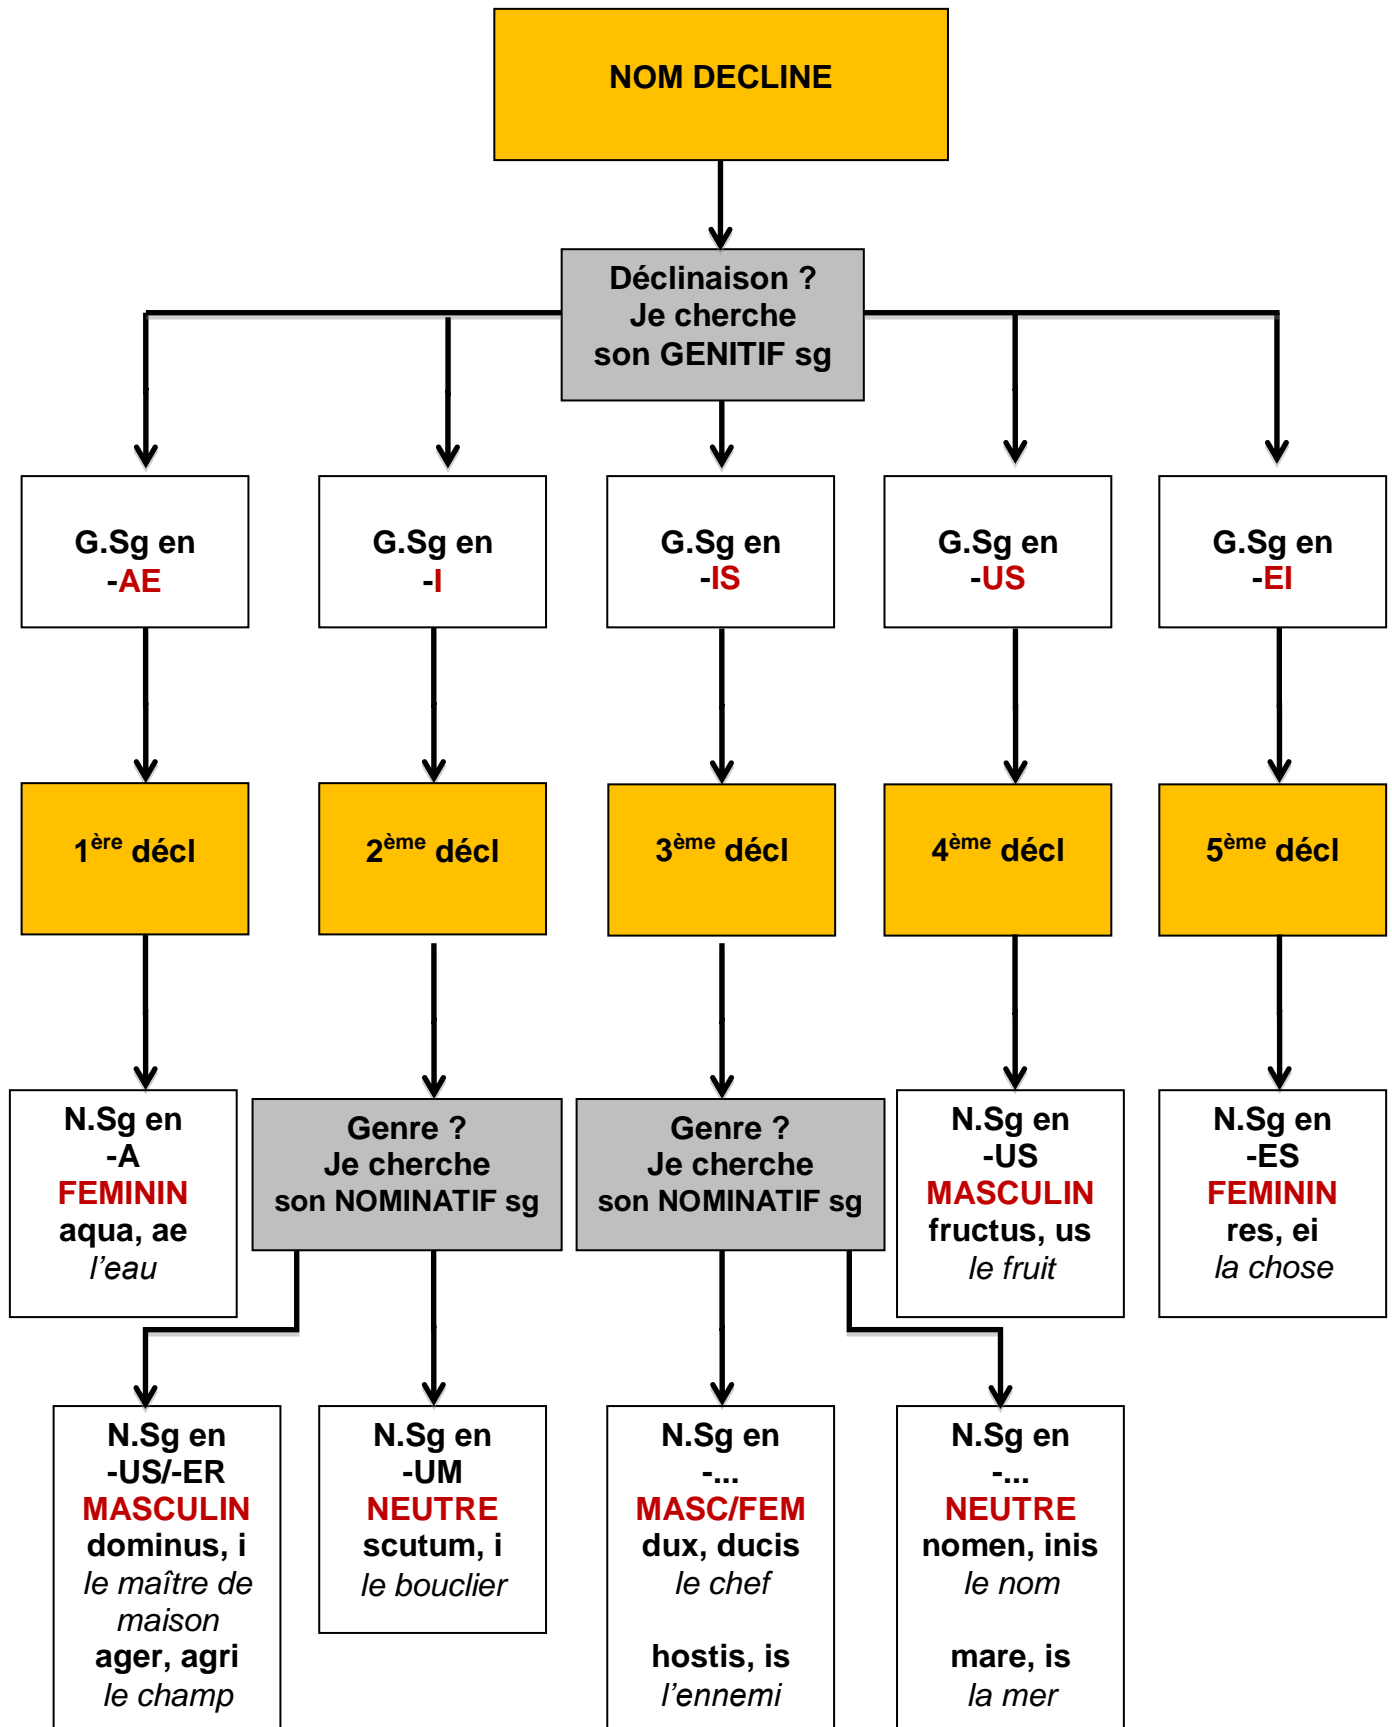 NOM DECLINE
Déclinaison ?
Je cherche
son GENITIF sg
G.Sg en
-AE
G.Sg en
-I
G.Sg en
-IS
G.Sg en
-US
G.Sg en
-EI
1ère décl
2ème décl
3ème décl
4ème décl
5ème décl
N.Sg en
-A
FEMININ
aqua, ae
l’eau
Genre ?
Je cherche
son NOMINATIF sg
Genre ?
Je cherche
son NOMINATIF sg
N.Sg en
-US
MASCULIN
fructus, us
le fruit
N.Sg en
-ES
FEMININ
res, ei
la chose
N.Sg en
-US/-ER
MASCULIN
dominus, i
le maître de
maison
ager, agri
le champ
N.Sg en
-UM
NEUTRE
scutum, i
le bouclier
N.Sg en
-...
MASC/FEM
dux, ducis
le chef
hostis, is
l’ennemi
N.Sg en
-...
NEUTRE
nomen, inis
le nom
mare, is
la mer